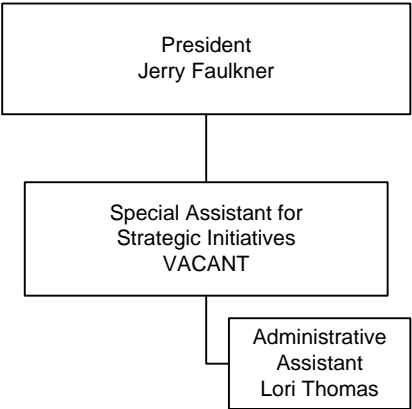 President
Jerry Faulkner
Special Assistant for
Strategic Initiatives
VACANT
Administrative
Assistant
Lori Thomas